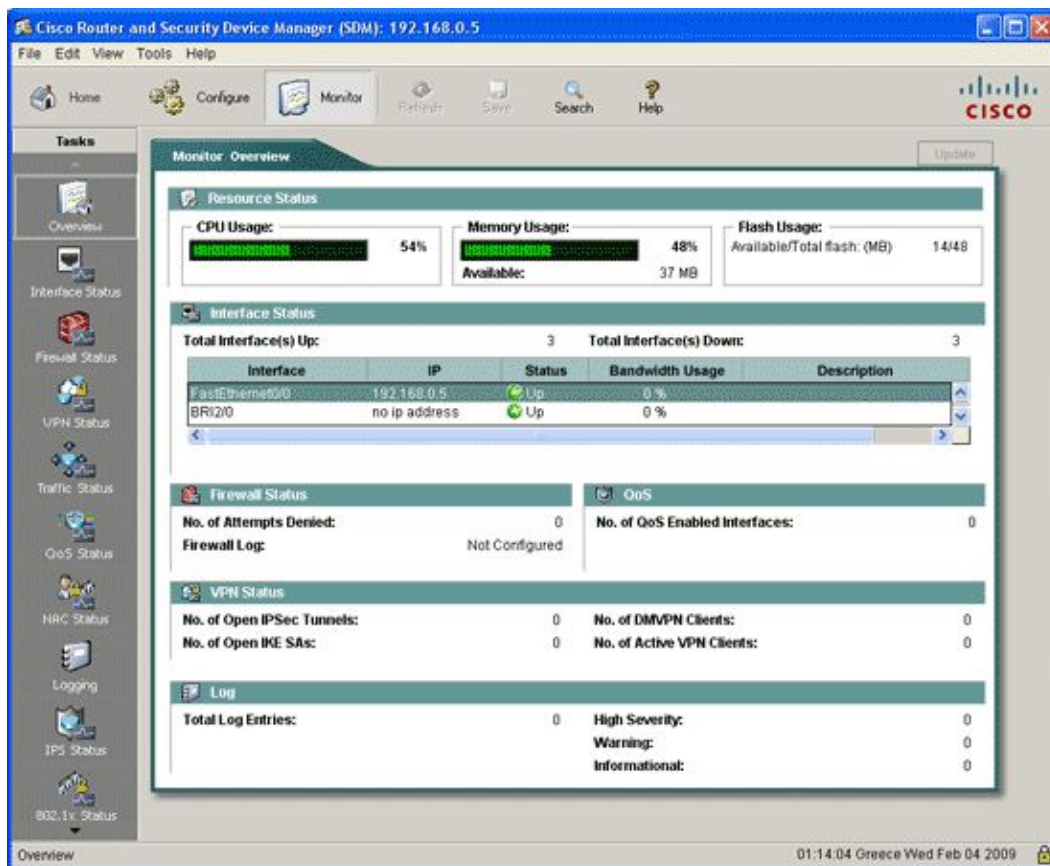 Cisco Router and Security Device Manager (SDM): 192.168.0.5
File Edit View Tools Help
Home Configure Monitor Refresh Save Search Help
CISCO
Tasks
Overview
Interface Status
Firewall Status
VPN Status
Traffic Status
QoS Status
NAC Status
Logging
IPS Status
802.1x Status
Monitor Overview Update
Resource Status
CPU Usage: 54%
Memory Usage: 48%
Available: 37 MB
Flash Usage:
Available/Total flash: (MB) 14/48
Interface Status
Total Interface(s) Up: 3 Total Interface(s) Down: 3
Interface IP Status Bandwidth Usage Description
FastEthernet0/0 192.168.0.5 Up 0 %
BRI2/0 no ip address Up 0 %
Firewall Status
No. of Attempts Denied: 0
Firewall Log: Not Configured
QoS
No. of QoS Enabled Interfaces: 0
VPN Status
No. of Open IPSec Tunnels: 0 No. of DMVPN Clients: 0
No. of Open IKE SAs: 0 No. of Active VPN Clients: 0
Log
Total Log Entries: 0 High Severity: 0
Warning: 0
Informational: 0
Overview 01:14:04 Greece Wed Feb 04 2009